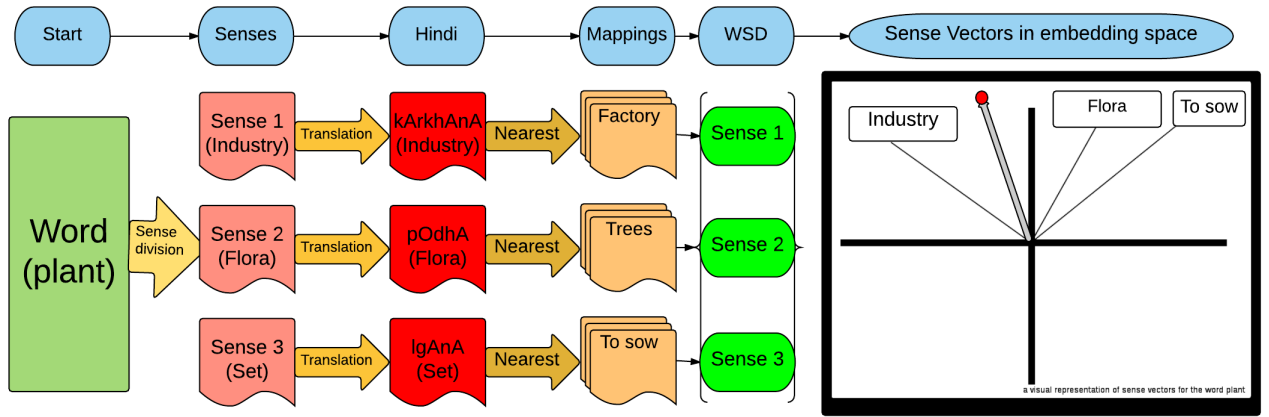 Start
Senses
Hindi
Mappings
WSD
Sense Vectors in embedding space
Word
(plant)
Sense
division
Sense 1
(Industry)
Translation
kArkhAnA
(Industry)
Nearest
Factory
Sense 1
Sense 2
(Flora)
Translation
pOdhA
(Flora)
Nearest
Trees
Sense 2
Sense 3
(Set)
Translation
lgAnA
(Set)
Nearest
To sow
Sense 3
Industry
Flora
To sow
a visual representation of sense vectors for the word plant